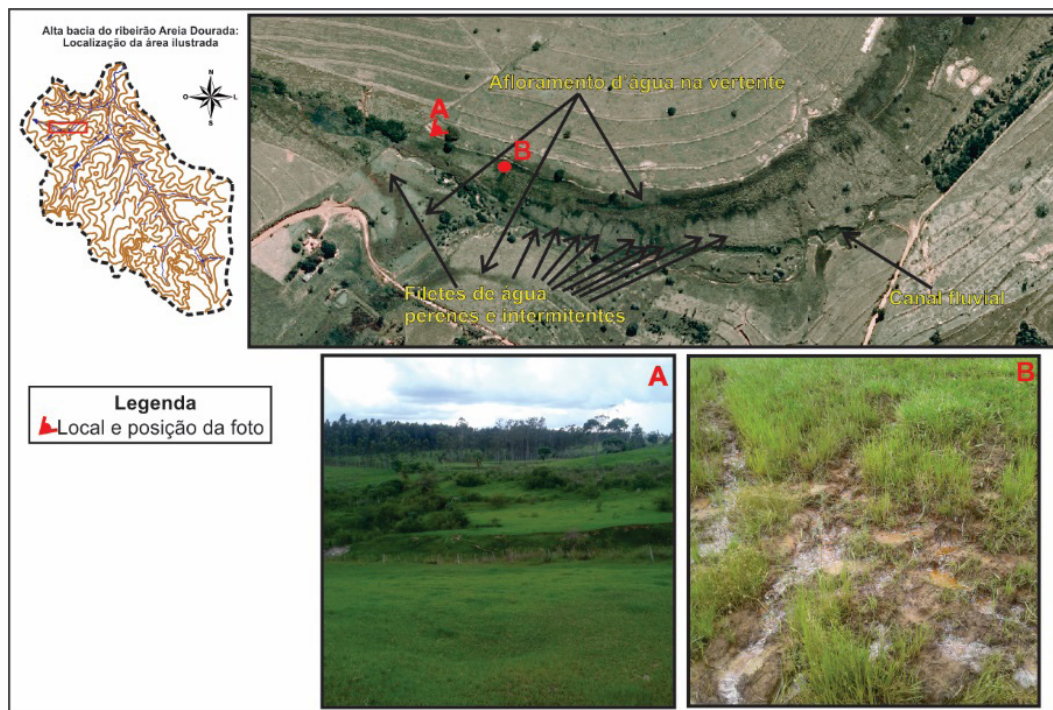 Alta bacia do ribeirão Areia Dourada:
Localização da área ilustrada
N
O
L
S
Afloramento d'água na vertente
A
B
Filetes de água
perenes e intermitentes
Canal fluvial
Legenda
Local e posição da foto
A
B